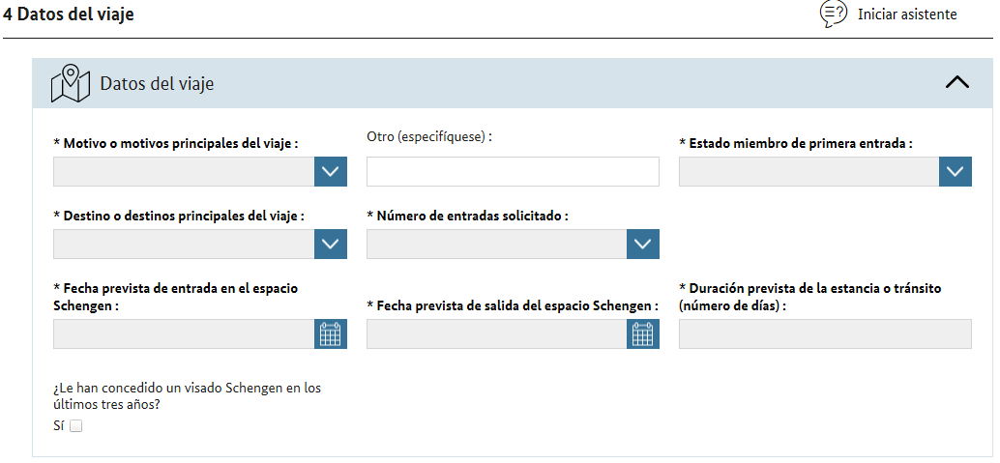 4 Datos del viaje
Iniciar asistente
Datos del viaje
* Motivo o motivos principales del viaje :
Otro (especifíquese) :
* Estado miembro de primera entrada :
* Destino o destinos principales del viaje :
* Número de entradas solicitado :
* Fecha prevista de entrada en el espacio
Schengen :
* Fecha prevista de salida del espacio Schengen :
* Duración prevista de la estancia o tránsito
(número de días) :
¿Le han concedido un visado Schengen en los
últimos tres años?
Sí